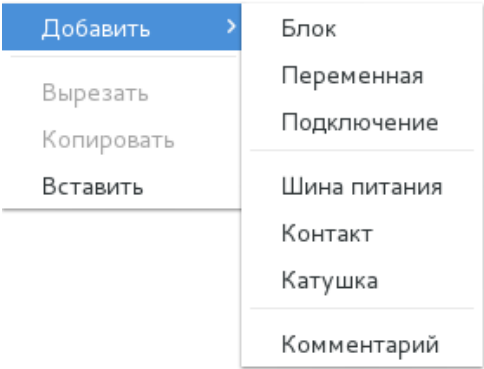 Добавить
Вырезать
Копировать
Вставить
Блок
Переменная
Подключение
Шина питания
Контакт
Катушка
Комментарий